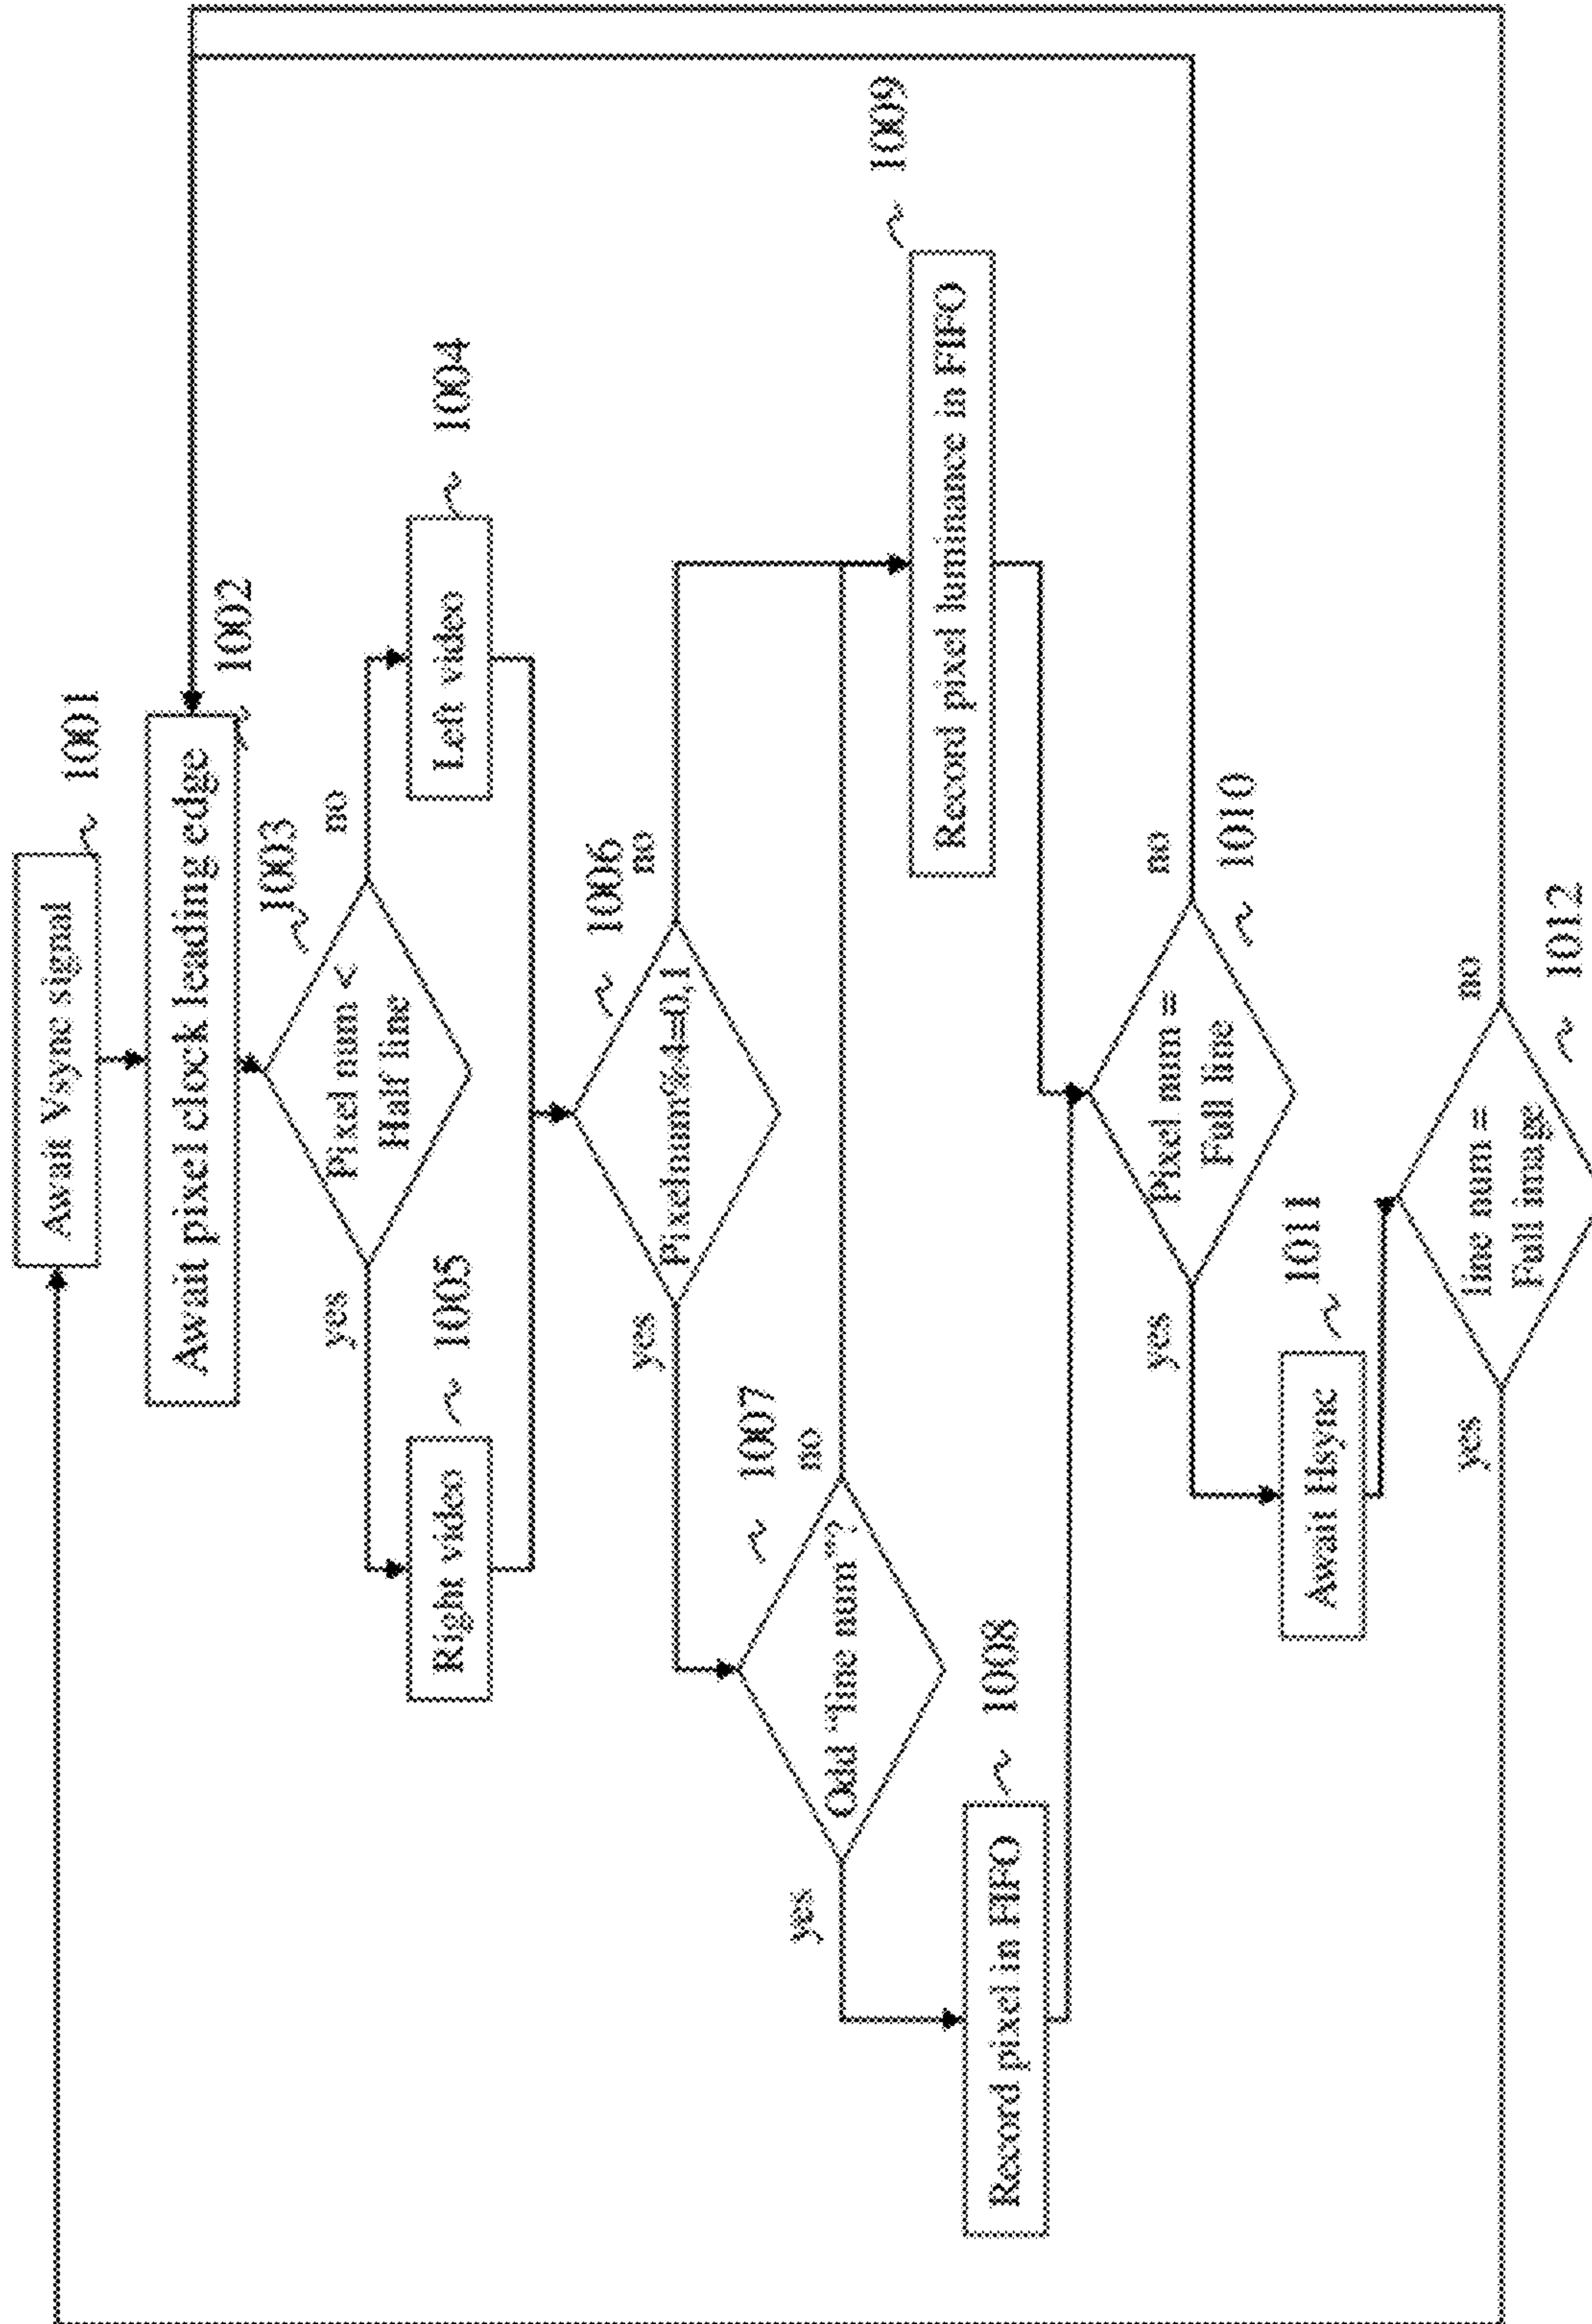 Await Vsync signal
1001
Await pixel clock leading edge
1002
Pixel num <
Half line
1003
yes
no
Right video
1005
Left video
1004
Pixelnum%4=0,1
1006
yes
no
Odd "line num"?
1007
yes
no
Record pixel in FIFO
1008
Record pixel luminance in FIFO
1009
Pixel num =
Full line
1010
yes
no
Await Hsync
1011
line num =
Full image
1012
yes
no